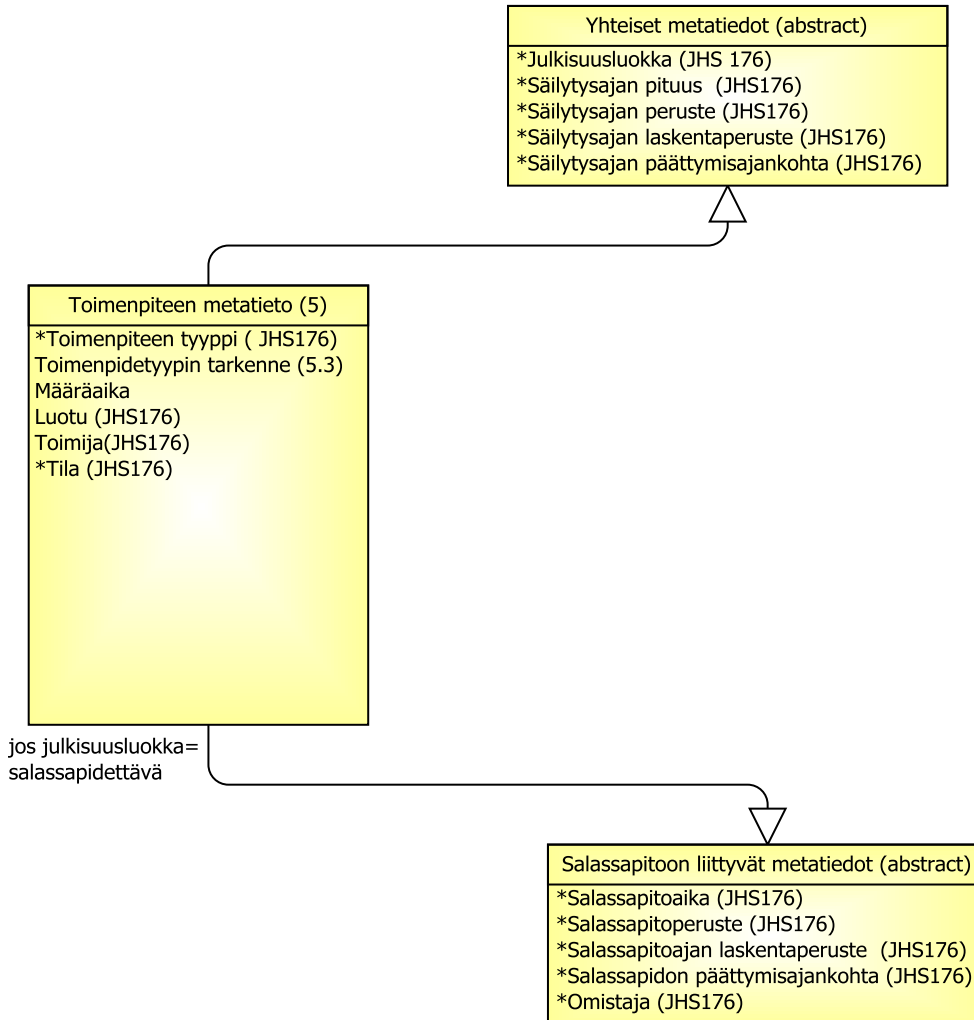 Yhteiset metatiedot (abstract)
*Julkisuusluokka (JHS 176)
*Säilytysajan pituus  (JHS176)
*Säilytysajan peruste (JHS176)
*Säilytysajan laskentaperuste (JHS176)
*Säilytysajan päättymisajankohta (JHS176)
Toimenpiteen metatieto (5)
*Toimenpiteen tyyppi ( JHS176)
Toimenpidetyypin tarkenne (5.3)
Määräaika
Luotu (JHS176)
Toimija(JHS176)
*Tila (JHS176)
jos julkisuusluokka=
salassapidettävä
Salassapitoon liittyvät metatiedot (abstract)
*Salassapitoaika (JHS176)
*Salassapitoperuste (JHS176)
*Salassapitoajan laskentaperuste  (JHS176)
*Salassapidon päättymisajankohta (JHS176)
*Omistaja (JHS176)